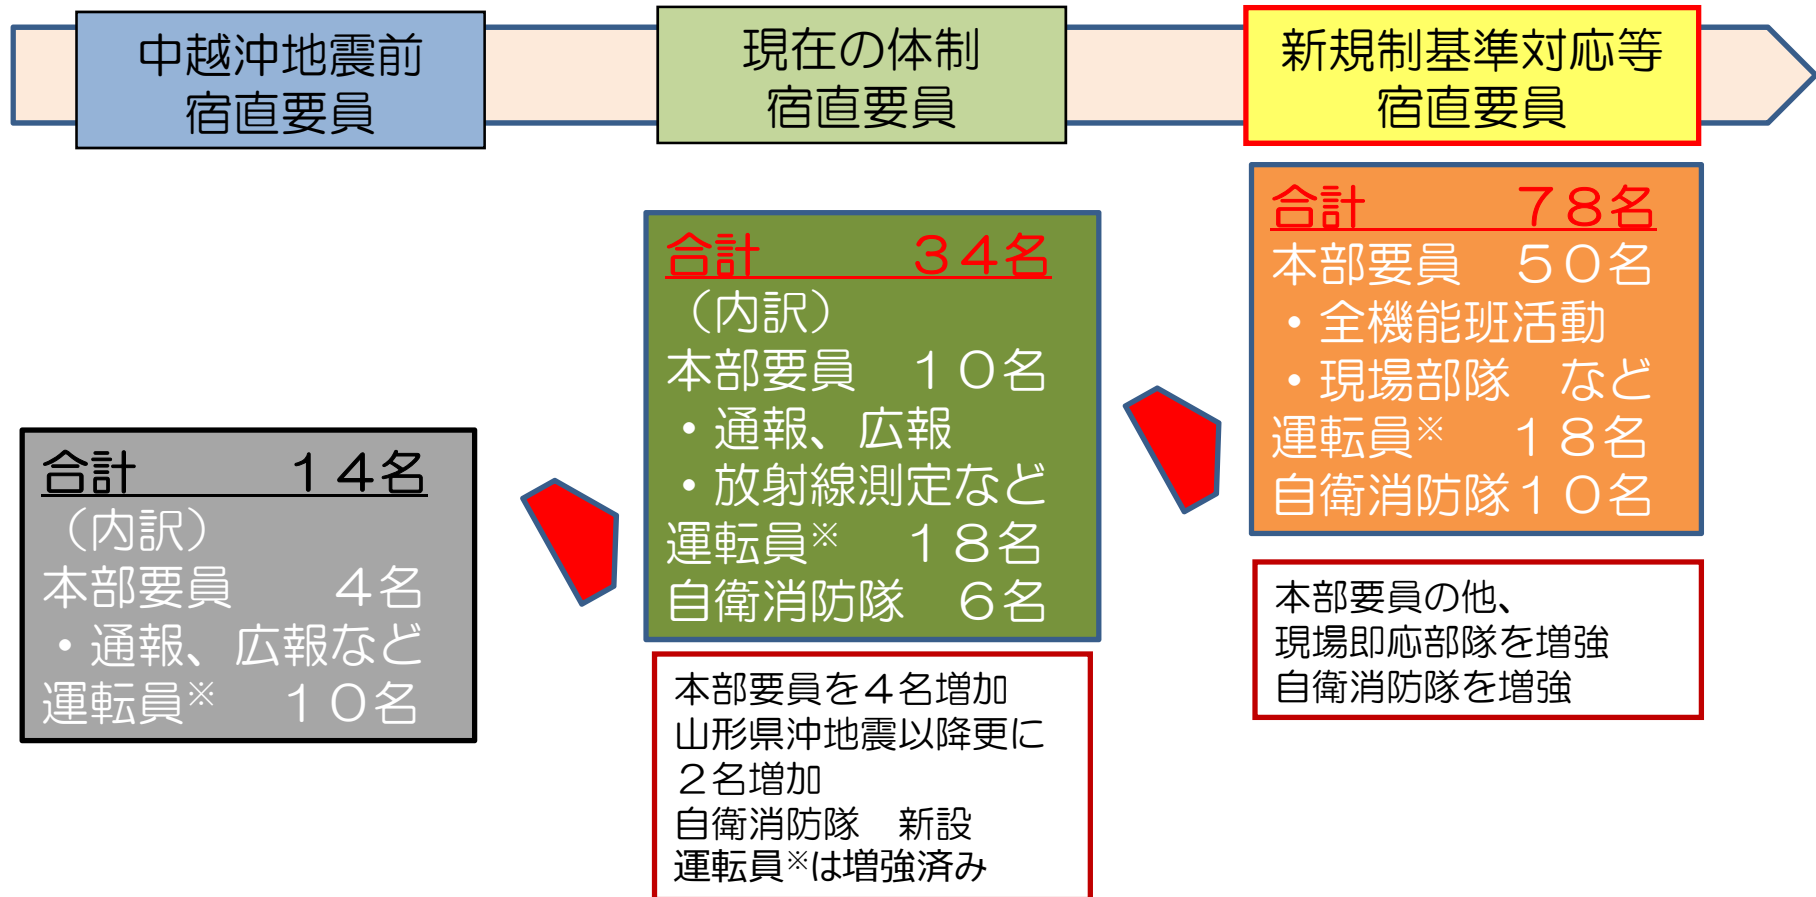 中越沖地震前
宿直要員
現在の体制
宿直要員
新規制基準対応等
宿直要員
合計　　　１４名
（内訳）
本部要員　　４名
・通報、広報など
運転員※　１０名
合計　　　３４名
（内訳）
本部要員　１０名
・通報、広報
・放射線測定など
運転員※　１８名
自衛消防隊　６名
本部要員を４名増加
山形県沖地震以降更に
２名増加
自衛消防隊　新設
運転員※は増強済み
合計　　　７８名
本部要員　５０名
・全機能班活動
・現場部隊　など
運転員※　１８名
自衛消防隊１０名
本部要員の他、
現場即応部隊を増強
自衛消防隊を増強